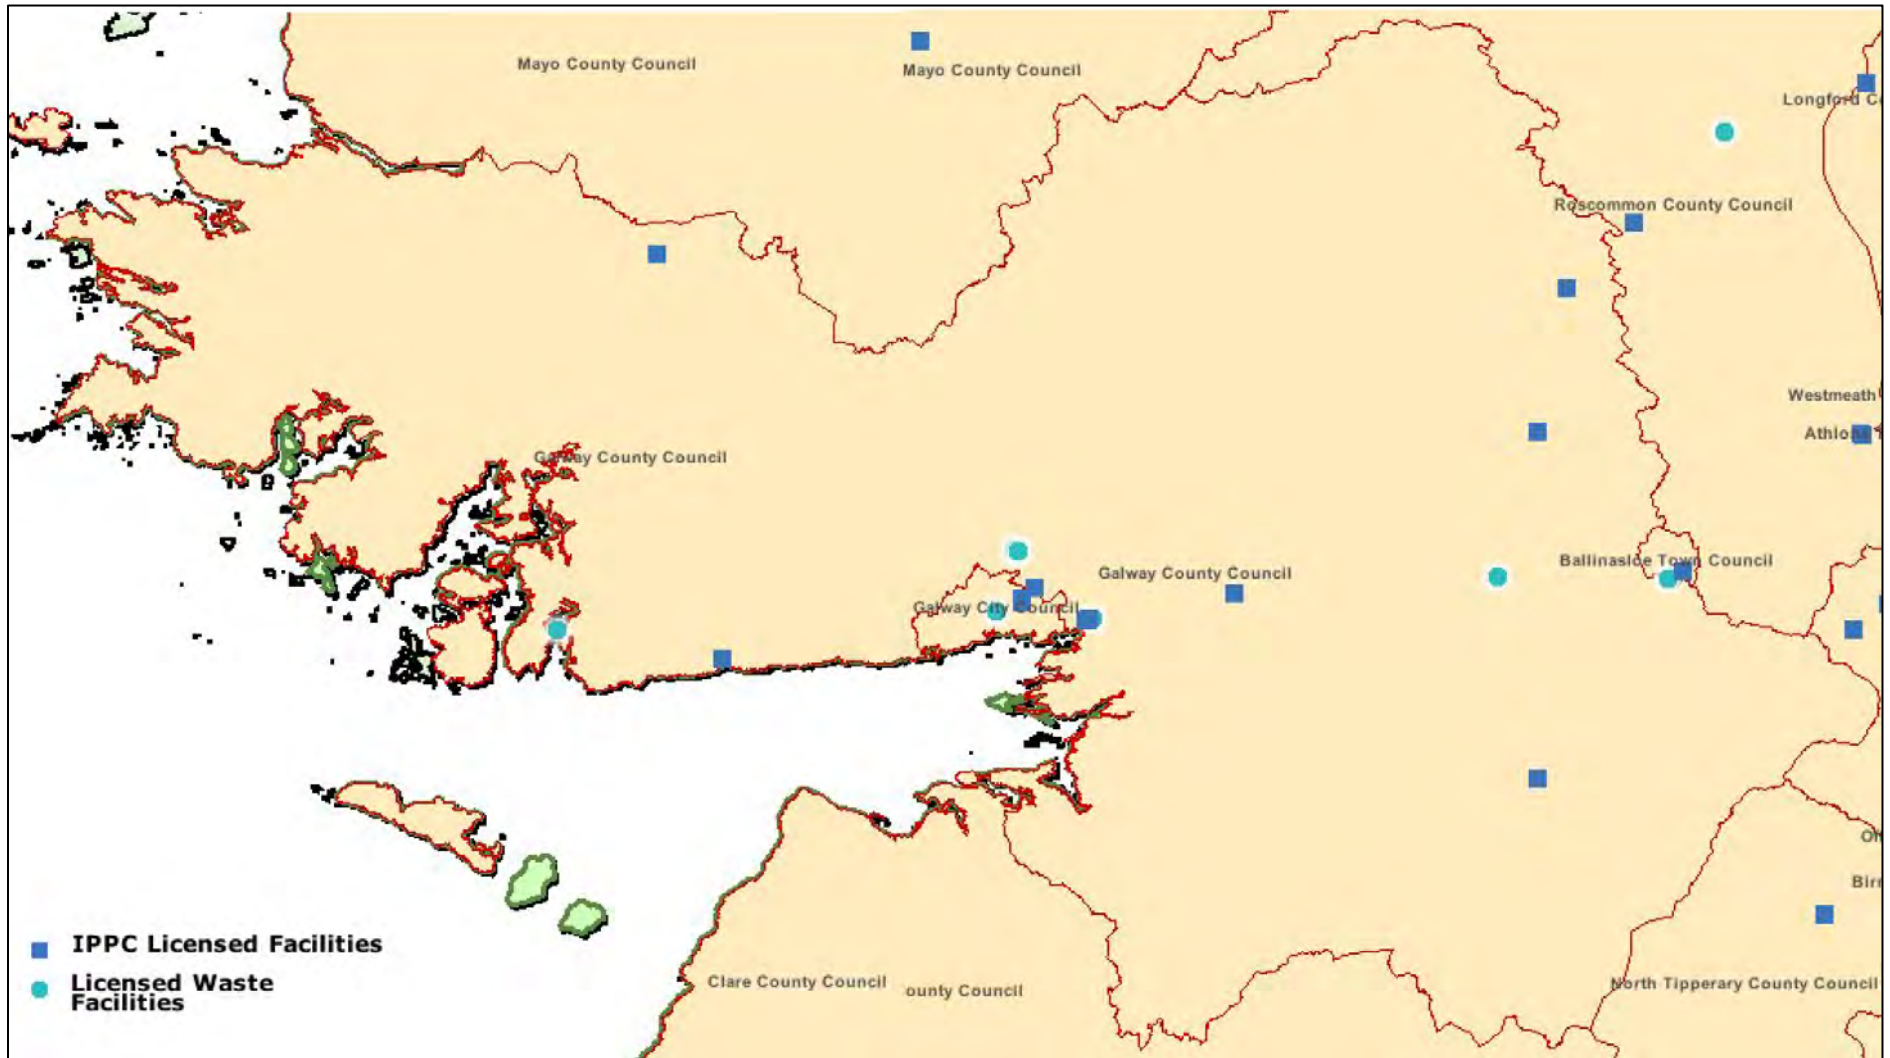 Mayo County Council
Mayo County Council
Longford C
Roscommon County Council
Westmeath
Athlone
Galway County Council
Ballinasloe Town Council
Galway County Council
Galway City Council
Birr
IPPC Licensed Facilities
Licensed Waste
Facilities
Clare County Council
ounty Council
North Tipperary County Council